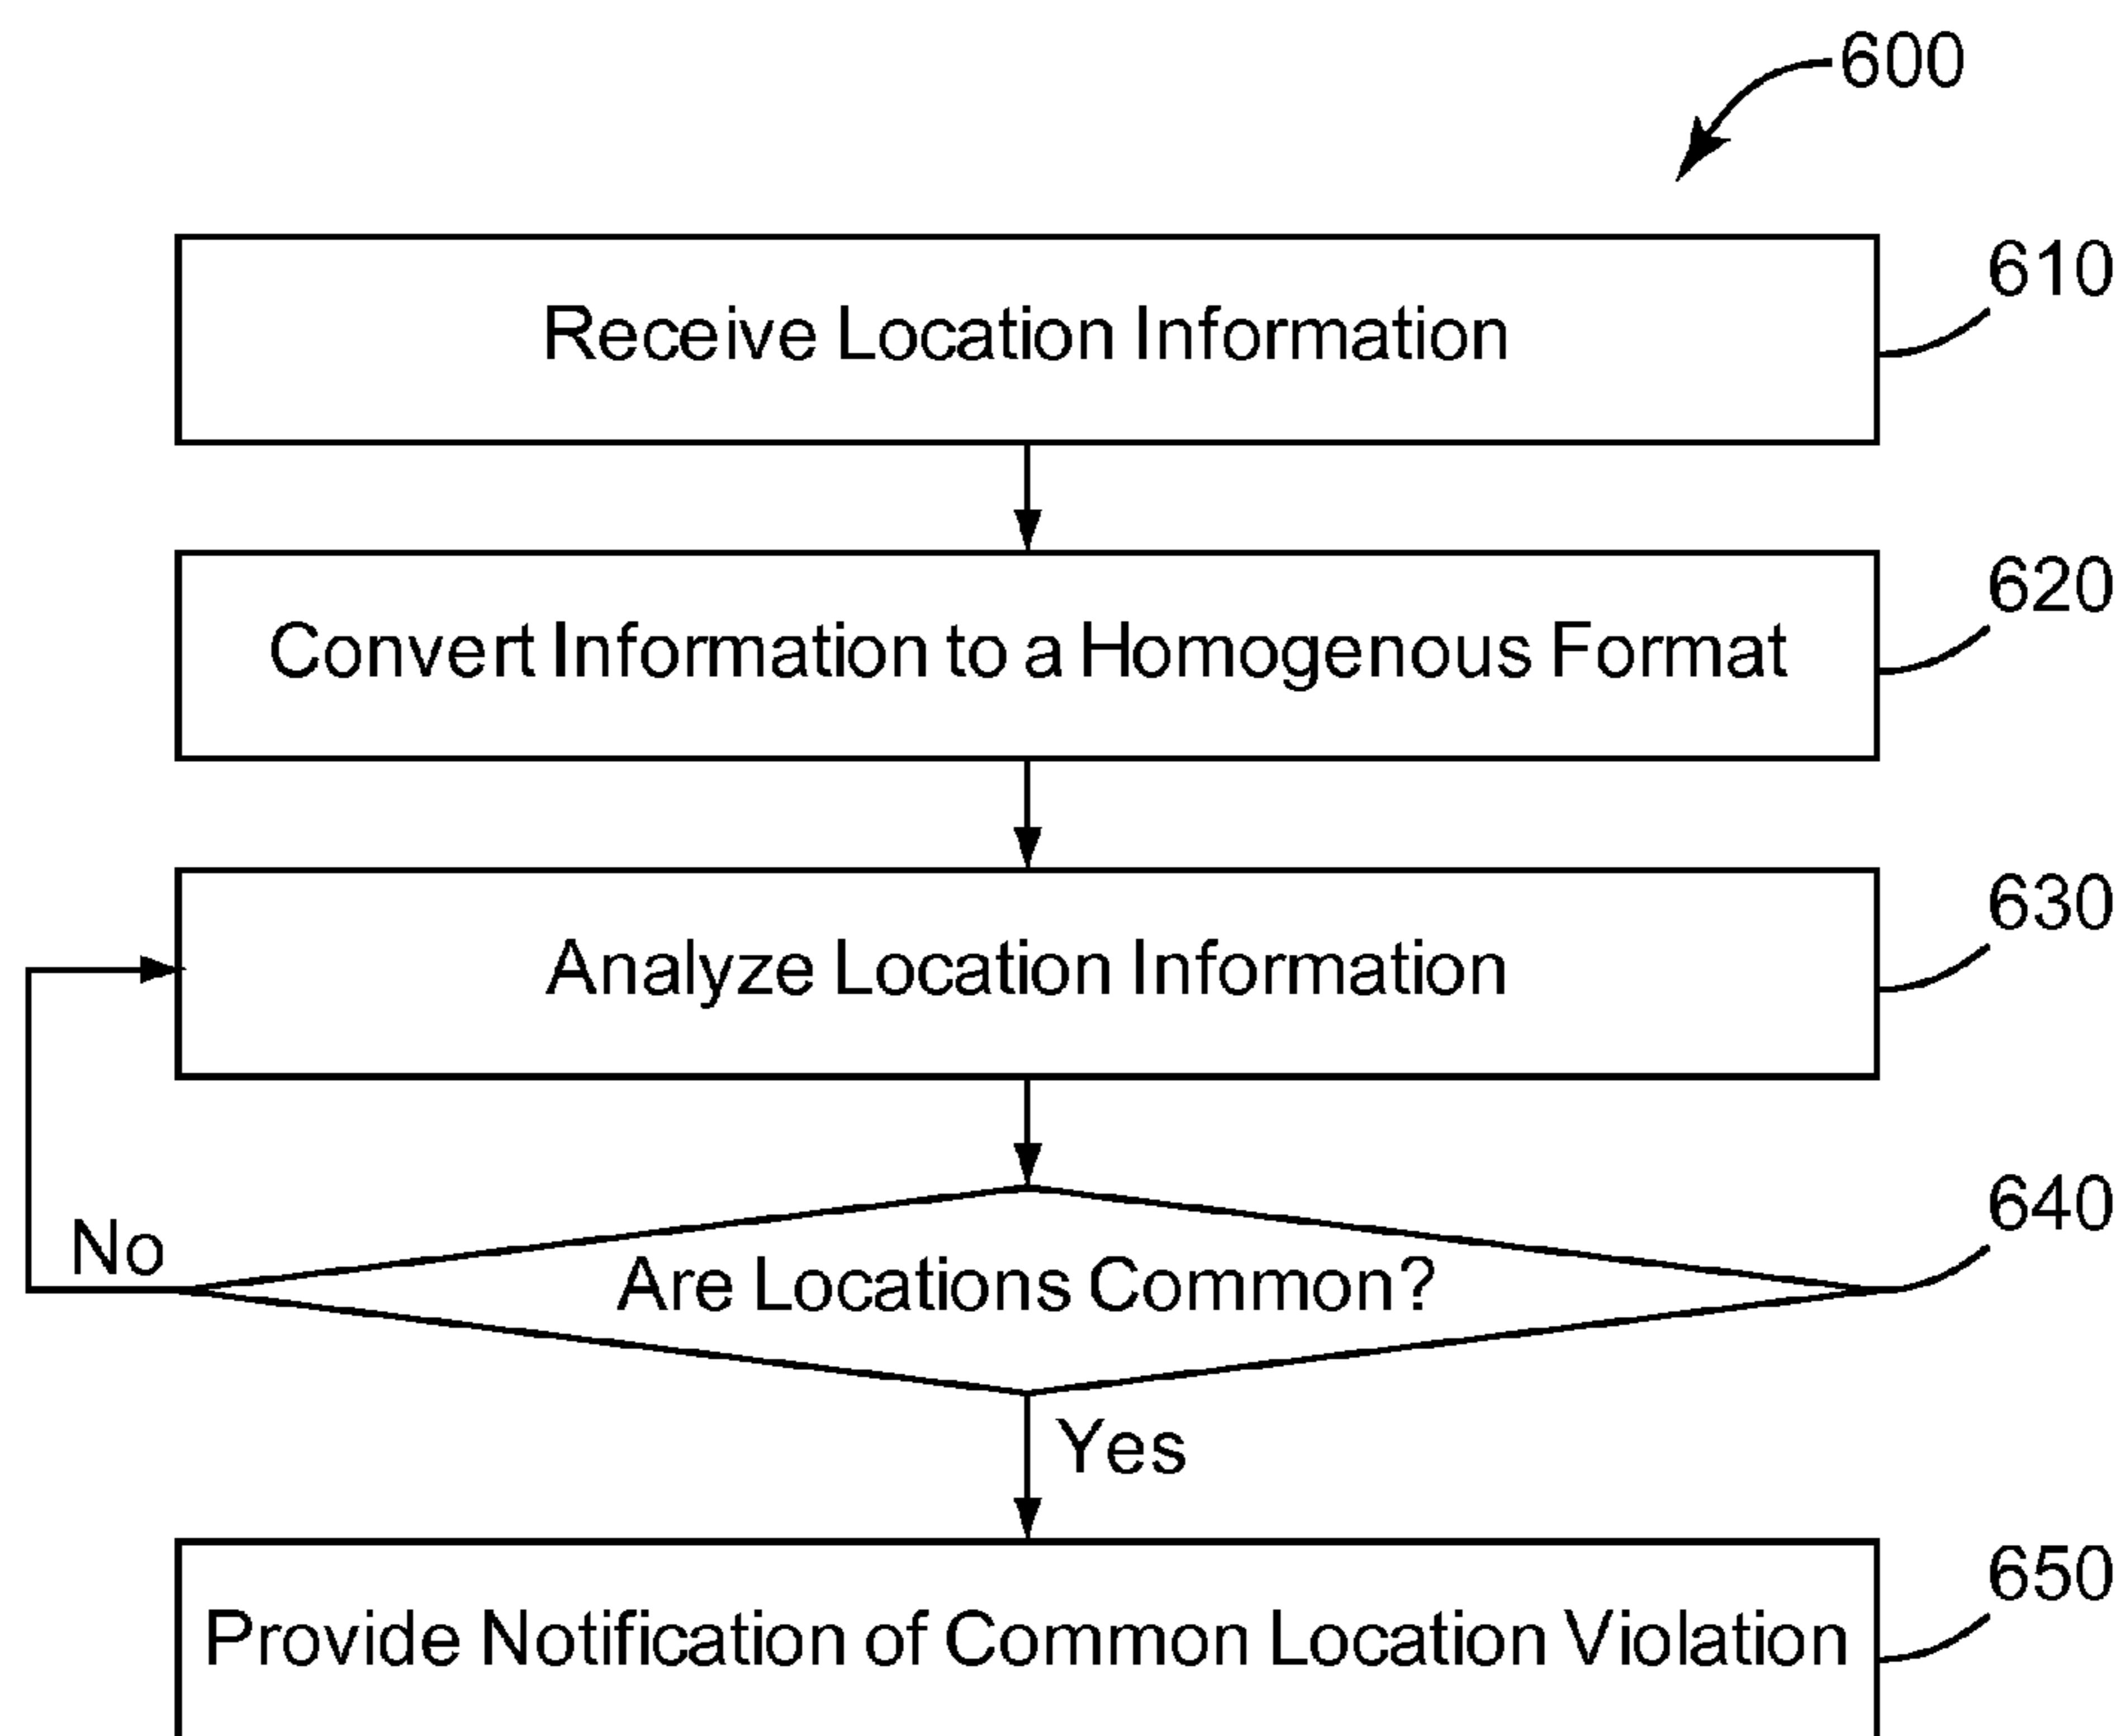 600
Receive Location Information
610
Convert Information to a Homogenous Format
620
Analyze Location Information
630
Are Locations Common?
640
No
Yes
Provide Notification of Common Location Violation
650